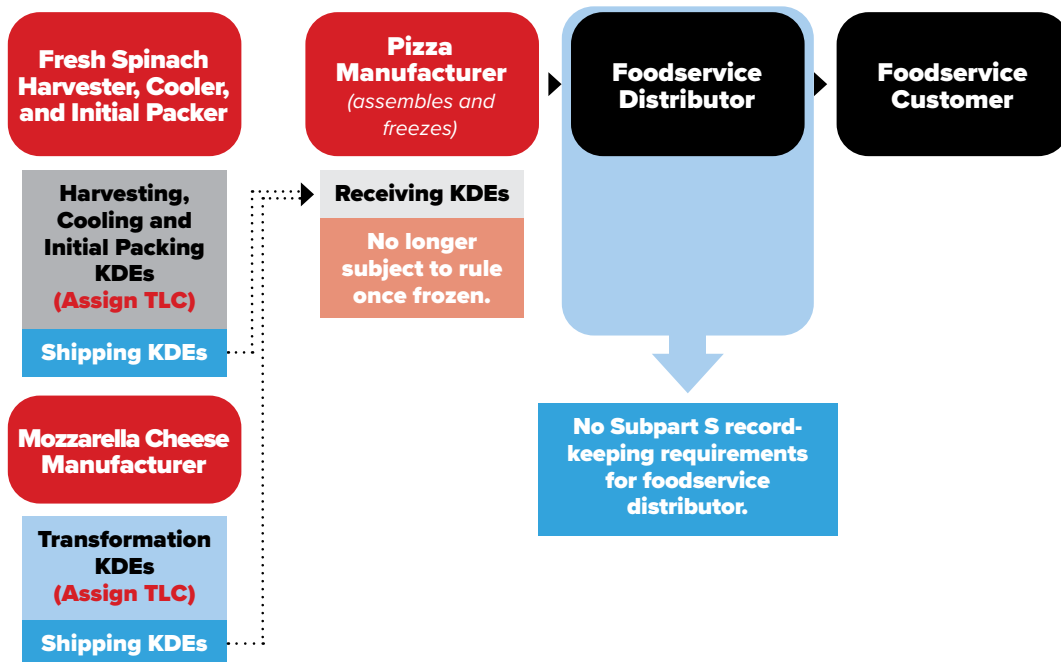 Fresh Spinach
Harvester, Cooler,
and Initial Packer
Harvesting,
Cooling and
Initial Packing
KDEs
(Assign TLC)
Shipping KDEs
Mozzarella Cheese
Manufacturer
Transformation
KDEs
(Assign TLC)
Shipping KDEs
Pizza
Manufacturer
(assembles and
freezes)
Receiving KDEs
No longer
subject to rule
once frozen.
Foodservice
Distributor
No Subpart S record-
keeping requirements
for foodservice
distributor.
Foodservice
Customer